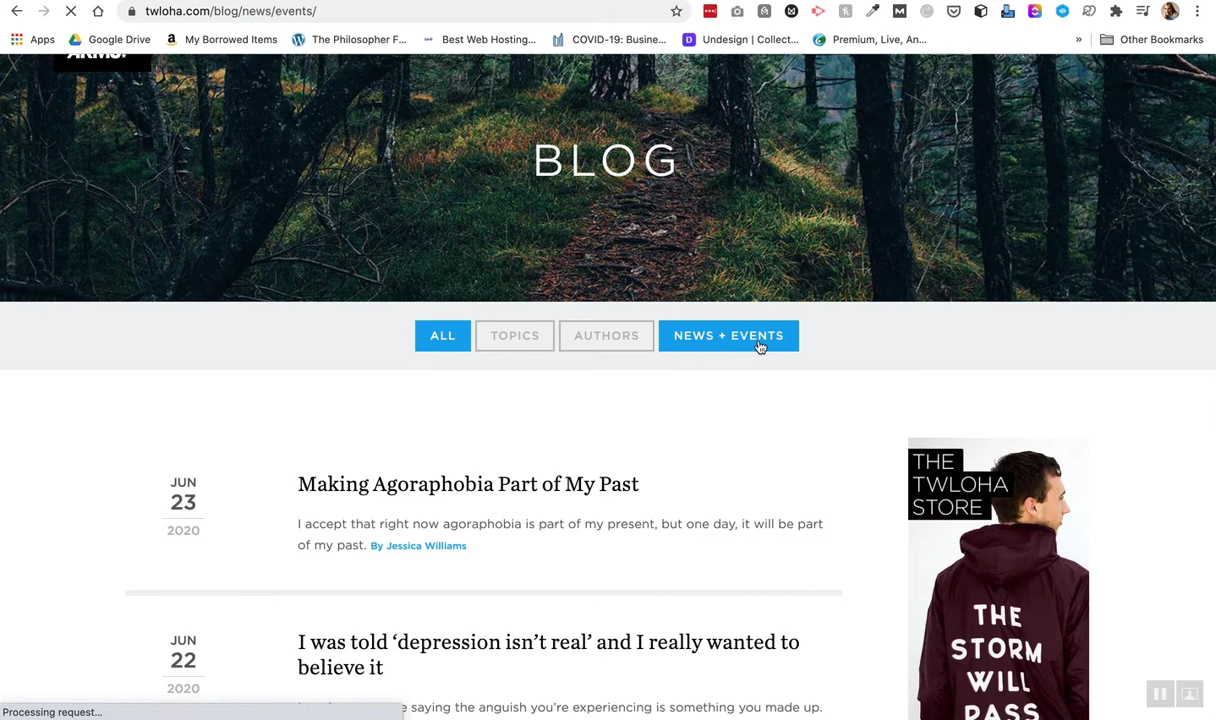 twloha.com/blog/news/events/
Apps Google Drive My Borrowed Items The Philosopher F... Best Web Hosting... COVID-19: Busine... Undesign | Collect... Premium, Live, An... » Other Bookmarks
ARMS.
BLOG
ALL TOPICS AUTHORS NEWS + EVENTS
JUN
23
2020
Making Agoraphobia Part of My Past
I accept that right now agoraphobia is part of my present, but one day, it will be part
of my past. By Jessica Williams
JUN
22
2020
I was told ‘depression isn’t real’ and I really wanted to
believe it
saying the anguish you’re experiencing is something you made up.
THE
TWLOHA
STORE
THE
STORM
WILL
PASS
Processing request...